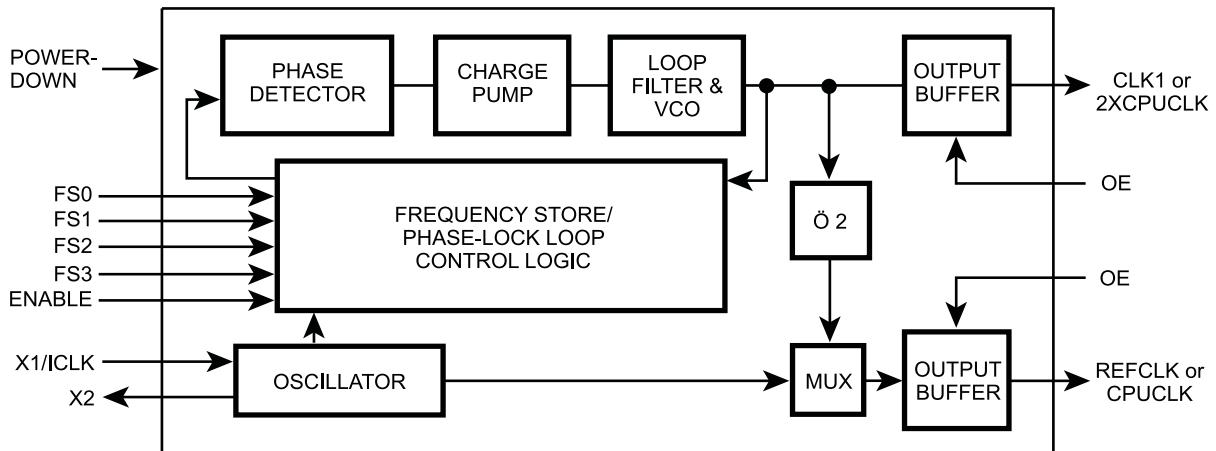 POWER-
DOWN
PHASE
DETECTOR
CHARGE
PUMP
LOOP
FILTER &
VCO
OUTPUT
BUFFER
CLK1 or
2XCPUCLK
FS0
FS1
FS2
FS3
ENABLE
FREQUENCY STORE/
PHASE-LOCK LOOP
CONTROL LOGIC
Ö 2
OE
OE
X1/ICLK
X2
OSCILLATOR
MUX
OUTPUT
BUFFER
REFCLK or
CPUCLK